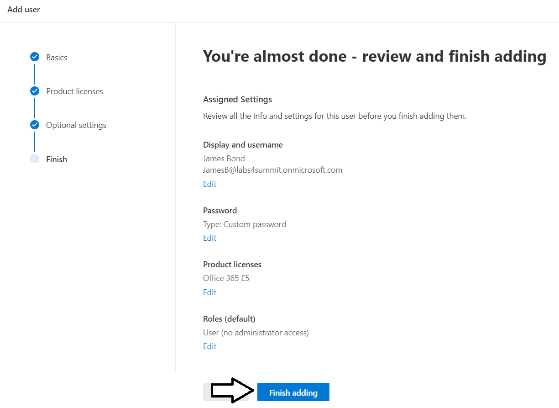 Add user
Basics
Product licenses
Optional settings
Finish
You're almost done - review and finish adding
Assigned Settings
Review all the info and settings for this user before you finish adding them.
Display and username
James Bond
JamesB@labs4summit.onmicrosoft.com
Edit
Password
Type: Custom password
Edit
Product licenses
Office 365 E5
Edit
Roles (default)
User (no administrator access)
Edit
Finish adding